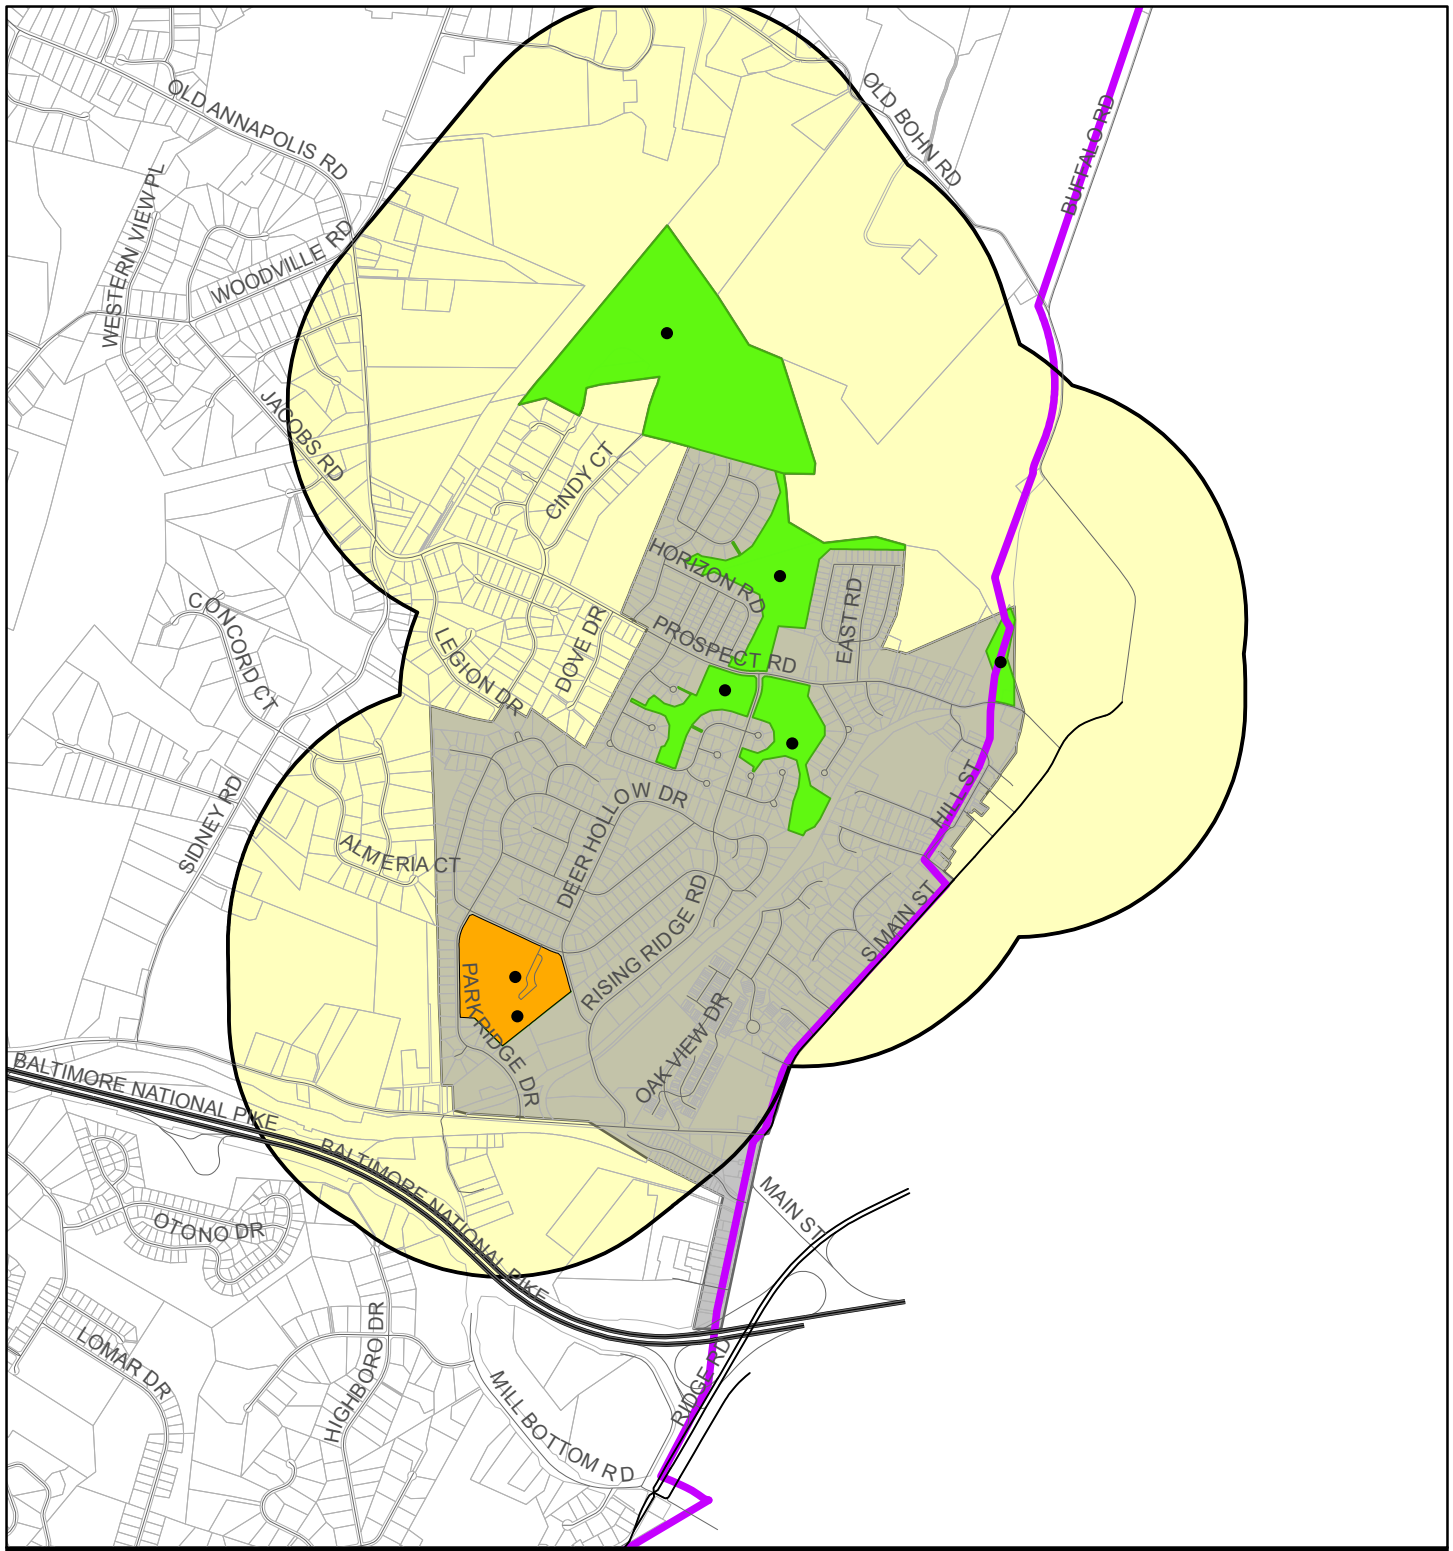 OLD ANNAPOLIS RD
OLD BOHN RD
BUFFALO RD
WESTERN VIEW PL
WOODVILLE RD
JACOBS RD
CINDY CT
HORIZON RD
EAST RD
PROSPECT RD
CONCORD CT
LEGION DR
DOVE DR
SIDNEY RD
ALMERIA CT
DEER HOLLOW DR
HILL ST
S MAIN ST
RISING RIDGE RD
PARKRIDGE DR
OAK VIEW DR
BALTIMORE NATIONAL PIKE
BALTIMORE NATIONAL PIKE
MAIN ST
OTONO DR
LOMAR DR
HIGHBORO DR
MILL BOTTOM RD
RIDGE RD